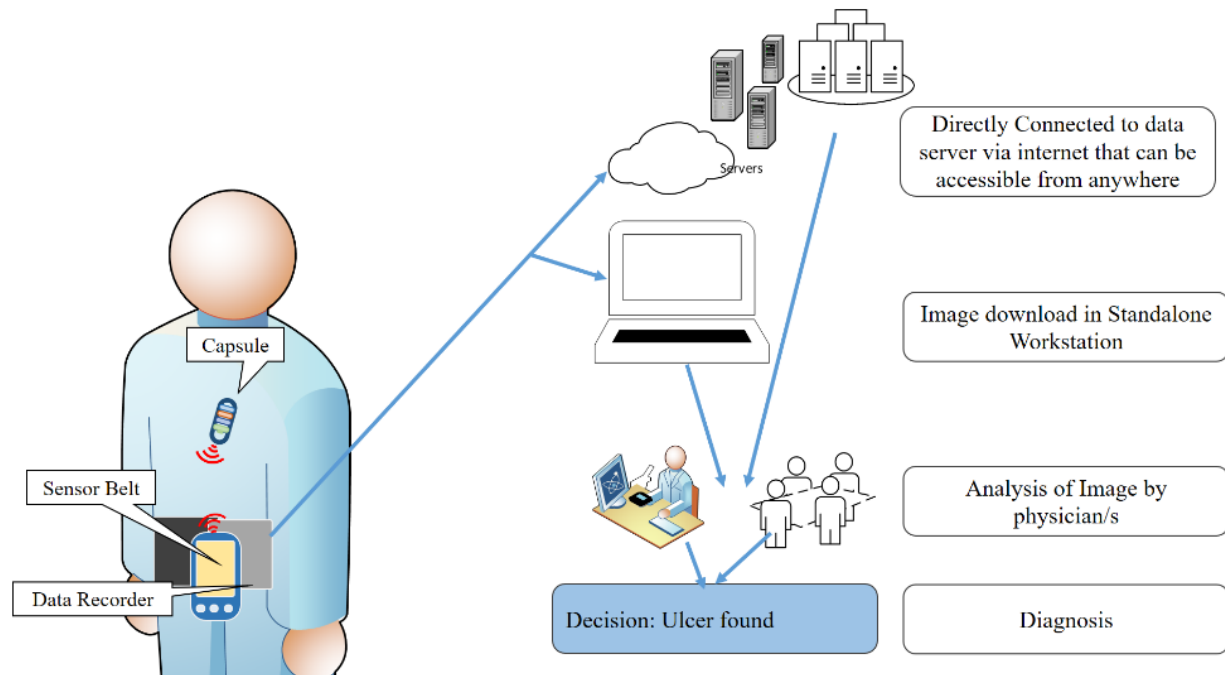 Servers
Directly Connected to data
server via internet that can be
accessible from anywhere
Image download in Standalone
Workstation
Capsule
Sensor Belt
Analysis of Image by
physician/s
Data Recorder
Decision: Ulcer found
Diagnosis